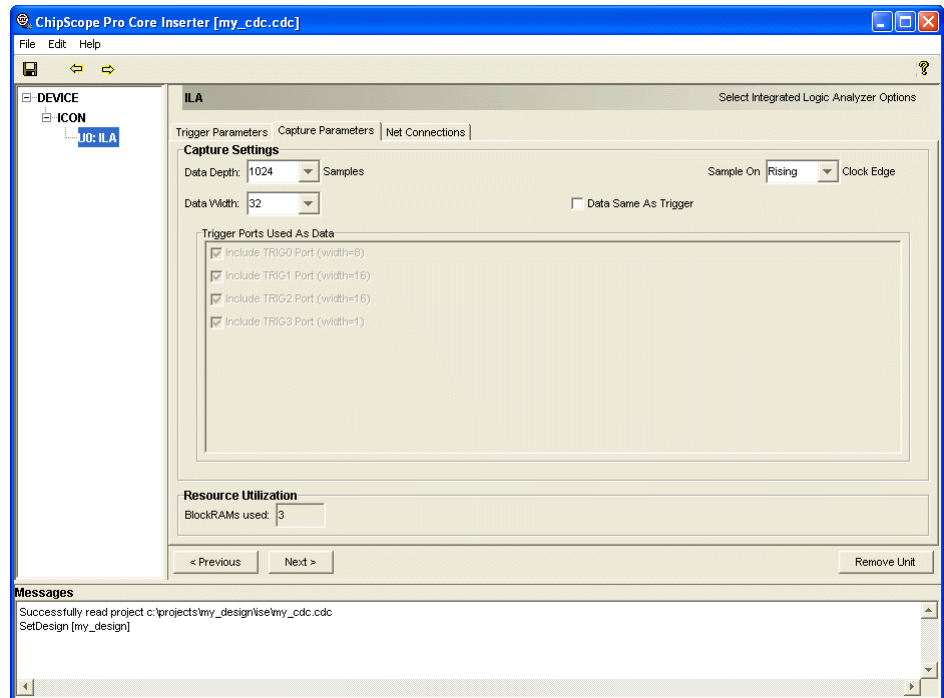 ChipScope Pro Core Inserter [my_cdc.cdc]
File Edit Help
DEVICE
ICON
U0: ILA
ILA Select Integrated Logic Analyzer Options
Trigger Parameters Capture Parameters Net Connections
Capture Settings
Data Depth: 1024 Samples Sample On Rising Clock Edge
Data Width: 32 Data Same As Trigger
Trigger Ports Used As Data
Include TRIG0 Port (width=8)
Include TRIG1 Port (width=16)
Include TRIG2 Port (width=16)
Include TRIG3 Port (width=1)
Resource Utilization
BlockRAMs used: 3
< Previous Next > Remove Unit
Messages
Successfully read project c:\projects\my_design\ise\my_cdc.cdc
SetDesign [my_design]